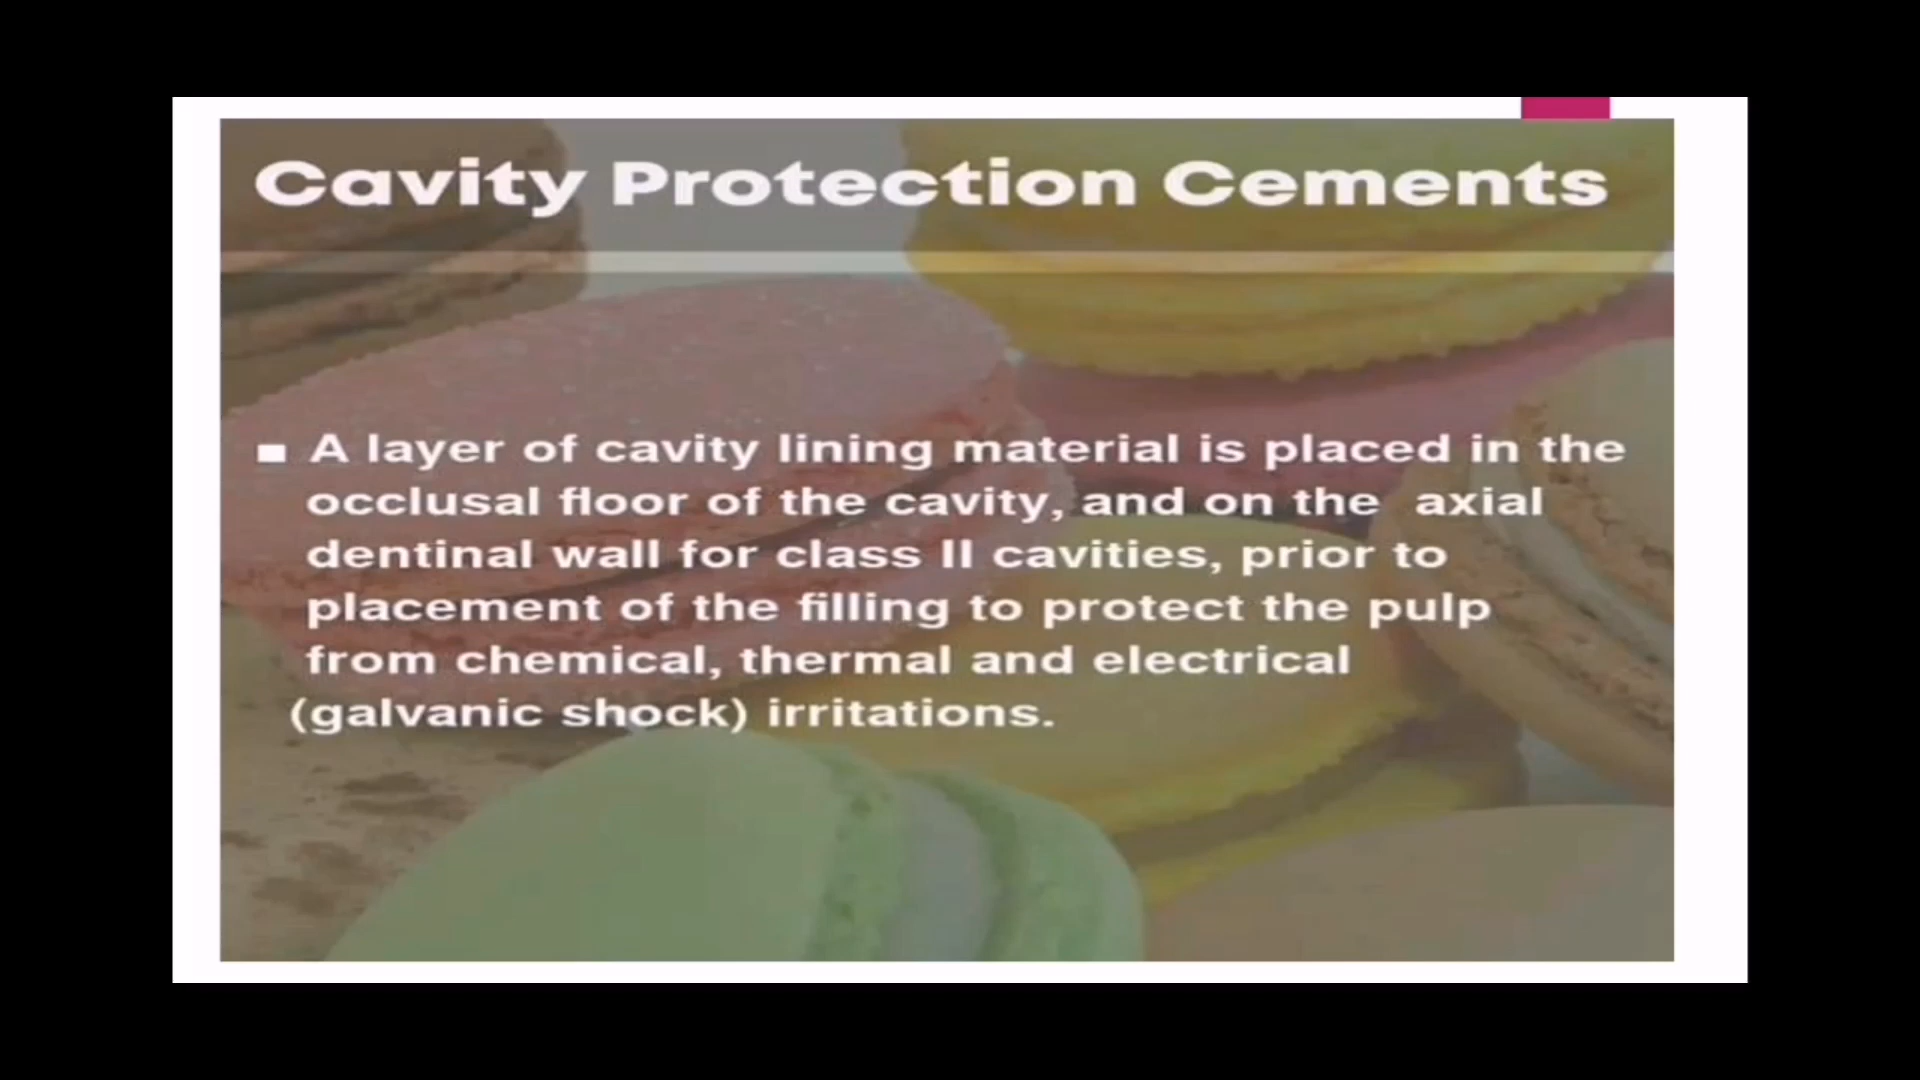 Cavity Protection Cements
▪ A layer of cavity lining material is placed in the
occlusal floor of the cavity, and on the axial
dentinal wall for class II cavities, prior to
placement of the filling to protect the pulp
from chemical, thermal and electrical
(galvanic shock) irritations.